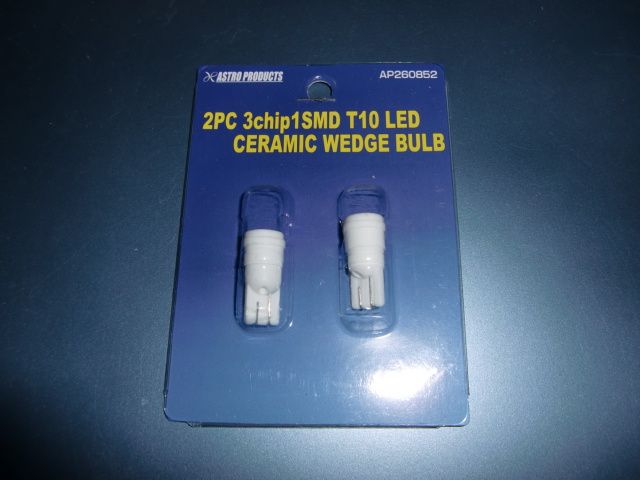 ASTRO PRODUCTS
AP260852
2PC 3chip1SMD T10 LED
CERAMIC WEDGE BULB